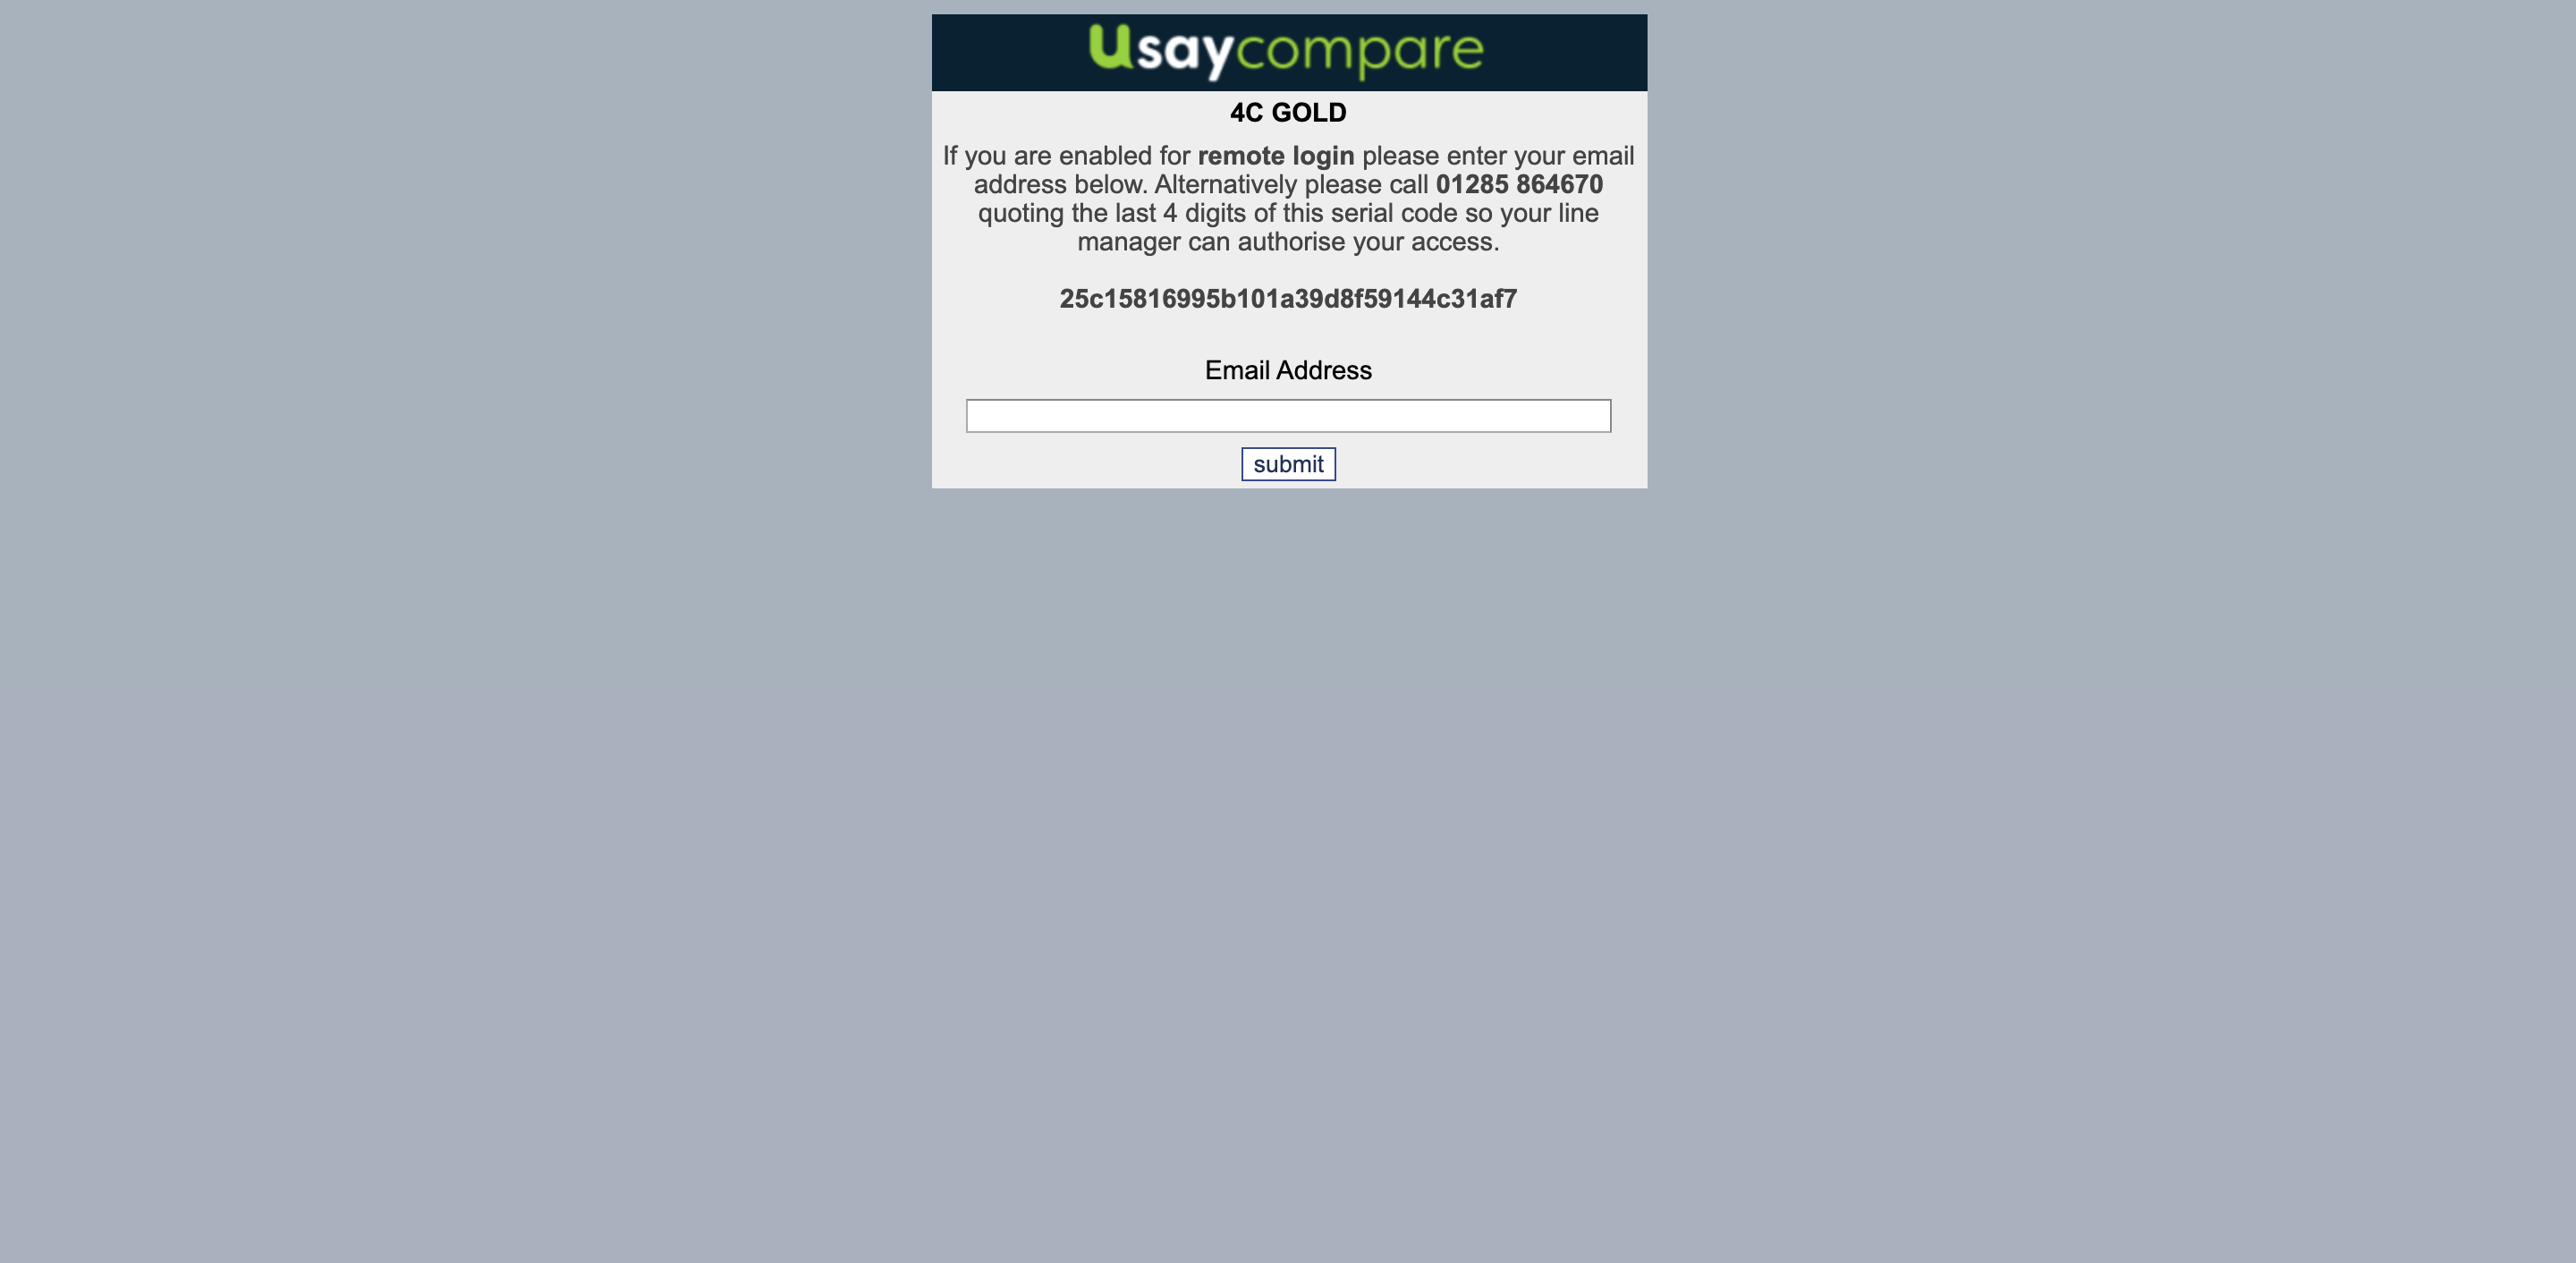 usaycompare
4C GOLD
If you are enabled for remote login please enter your email
address below. Alternatively please call 01285 864670
quoting the last 4 digits of this serial code so your line
manager can authorise your access.
25c15816995b101a39d8f59144c31af7
Email Address
submit